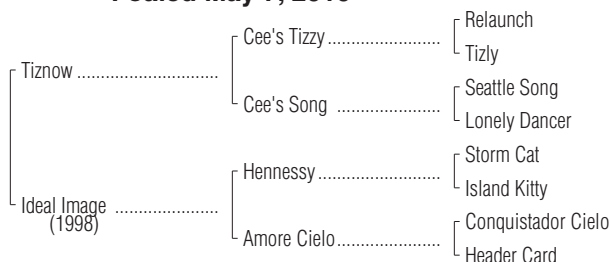 Relaunch
Cee's Tizzy
Tizly
Tiznow
Seattle Song
Cee's Song
Lonely Dancer
Storm Cat
Hennessy
Island Kitty
Ideal Image
(1998)
Conquistador Cielo
Amore Cielo
Header Card